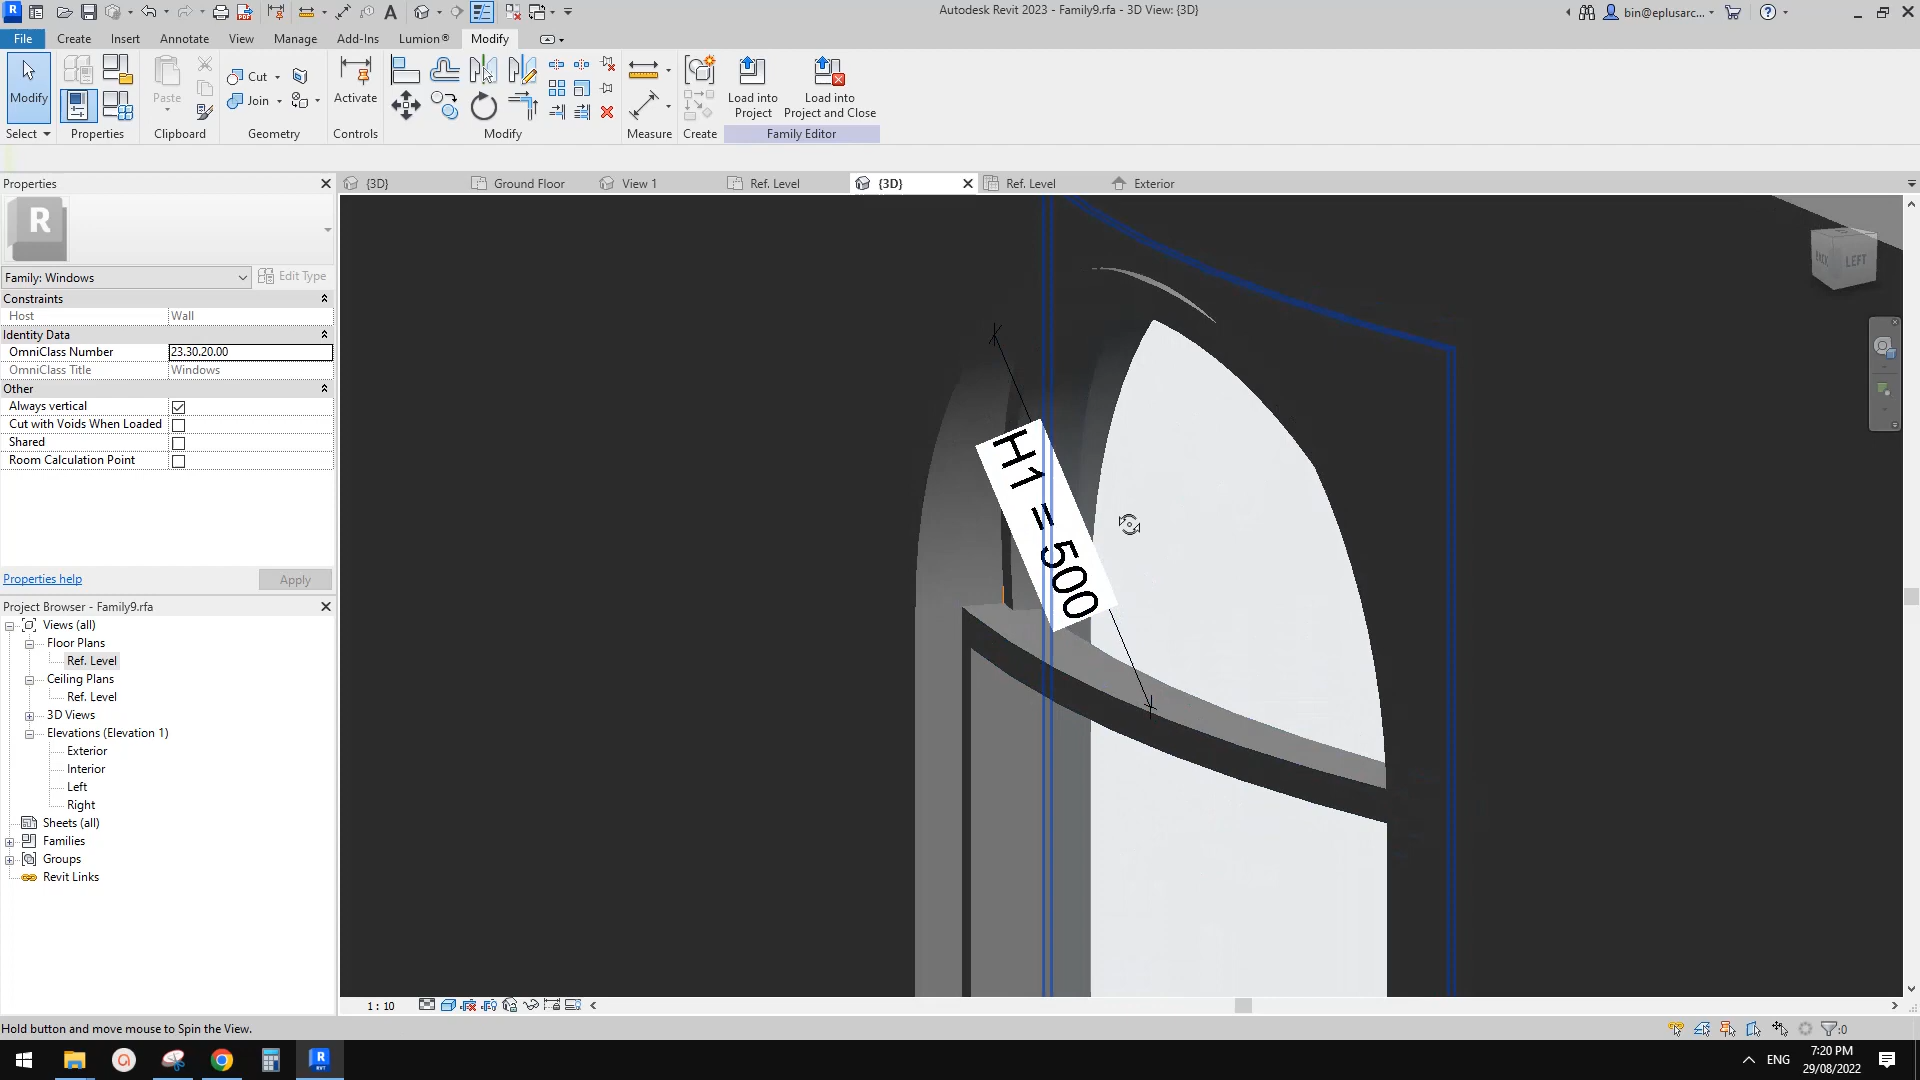 Autodesk Revit 2023 - Family9.rfa - 3D View: {3D}
bin@eplusarc...
File Create Insert Annotate View Manage Add-Ins Lumion® Modify
Modify
Paste
Cut
Join
Activate
Load into Project
Load into Project and Close
Select Properties Clipboard Geometry Controls Modify Measure Create Family Editor
Properties
{3D} Ground Floor View 1 Ref. Level {3D} Ref. Level Exterior
R
Family: Windows
Edit Type
Constraints
Host Wall
Identity Data
OmniClass Number 23.30.20.00
OmniClass Title Windows
Other
Always vertical
Cut with Voids When Loaded
Shared
Room Calculation Point
Properties help
Apply
Project Browser - Family9.rfa
Views (all)
Floor Plans
Ref. Level
Ceiling Plans
Ref. Level
3D Views
Elevations (Elevation 1)
Exterior
Interior
Left
Right
Sheets (all)
Families
Groups
Revit Links
H1 = 500
BACK LEFT
1 : 10
Hold button and move mouse to Spin the View.
:0
ENG
7:20 PM
29/08/2022